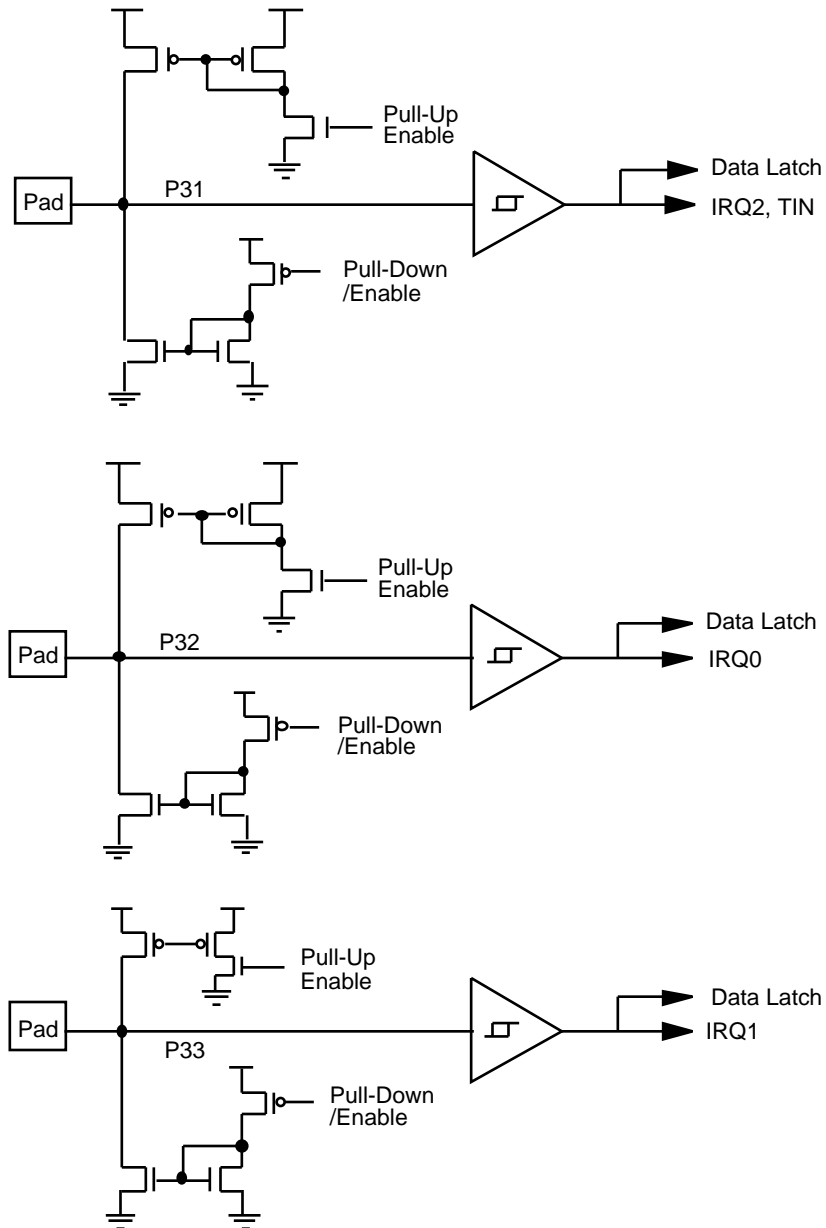 Pull-Up
Enable
Data Latch
Pad
P31
IRQ2, TIN
Pull-Down
/Enable
Pull-Up
Enable
Data Latch
Pad
P32
IRQ0
Pull-Down
/Enable
Pull-Up
Enable
Data Latch
Pad
P33
IRQ1
Pull-Down
/Enable